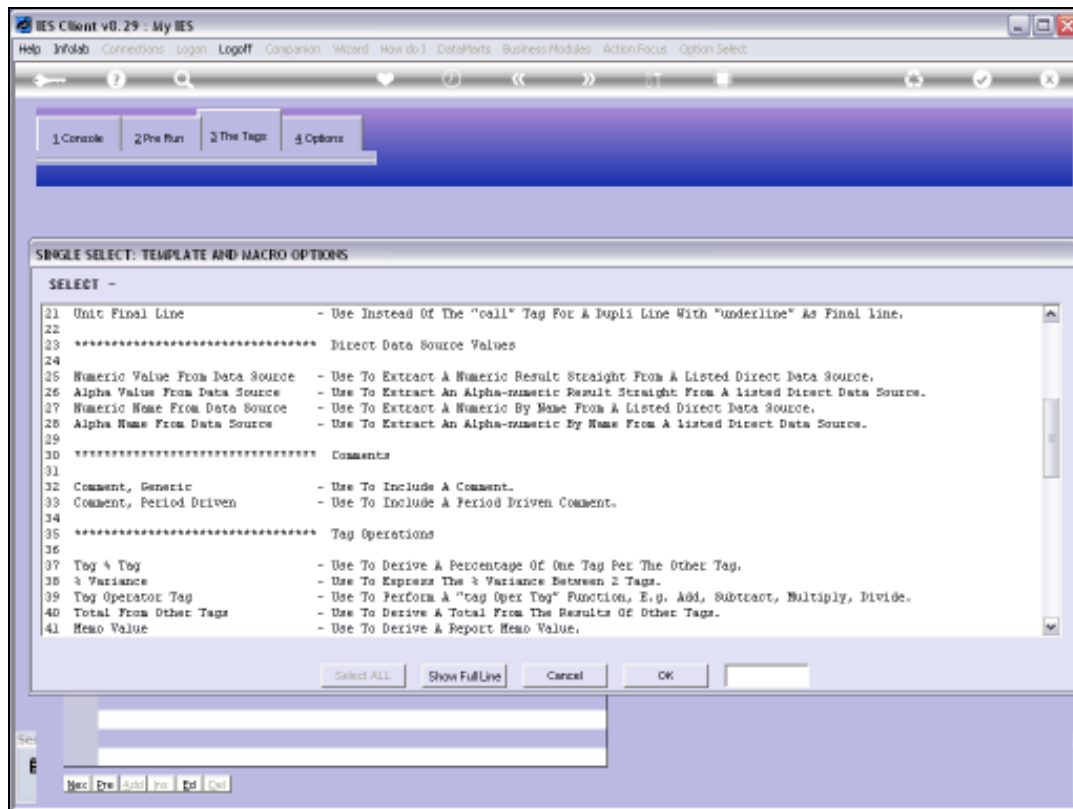 IES Client v8.29 : My IES
Help Infolab Connections Logon Logoff Companion Wizard How do I DataMarts Business Modules Action Focus Option Select
1 Console 2 Pre Run 3 The Tags 4 Options
SINGLE SELECT: TEMPLATE AND MACRO OPTIONS
SELECT -
21 Unit Final Line - Use Instead Of The "call" Tag For A Dupli Line With "underline" As Final Line.
22
23 ********************************* Direct Data Source Values
24
25 Numeric Value From Data Source - Use To Extract A Numeric Result Straight From A Listed Direct Data Source.
26 Alpha Value From Data Source - Use To Extract An Alpha-numeric Result Straight From A Listed Direct Data Source.
27 Numeric Name From Data Source - Use To Extract A Numeric By Name From A Listed Direct Data Source.
28 Alpha Name From Data Source - Use To Extract An Alpha-numeric By Name From A Listed Direct Data Source.
29
30 ********************************* Comments
31
32 Comment, Generic - Use To Include A Comment.
33 Comment, Period Driven - Use To Include A Period Driven Comment.
34
35 ********************************* Tag Operations
36
37 Tag % Tag - Use To Derive A Percentage Of One Tag Per The Other Tag.
38 % Variance - Use To Express The % Variance Between 2 Tags.
39 Tag Operator Tag - Use To Perform A "tag Oper Tag" Function, E.g. Add, Subtract, Multiply, Divide.
40 Total From Other Tags - Use To Derive A Total From The Results Of Other Tags.
41 Memo Value - Use To Derive A Report Memo Value.
Select ALL Show Full Line Cancel OK
Ses
Nex Pre Add Ins Ed Del